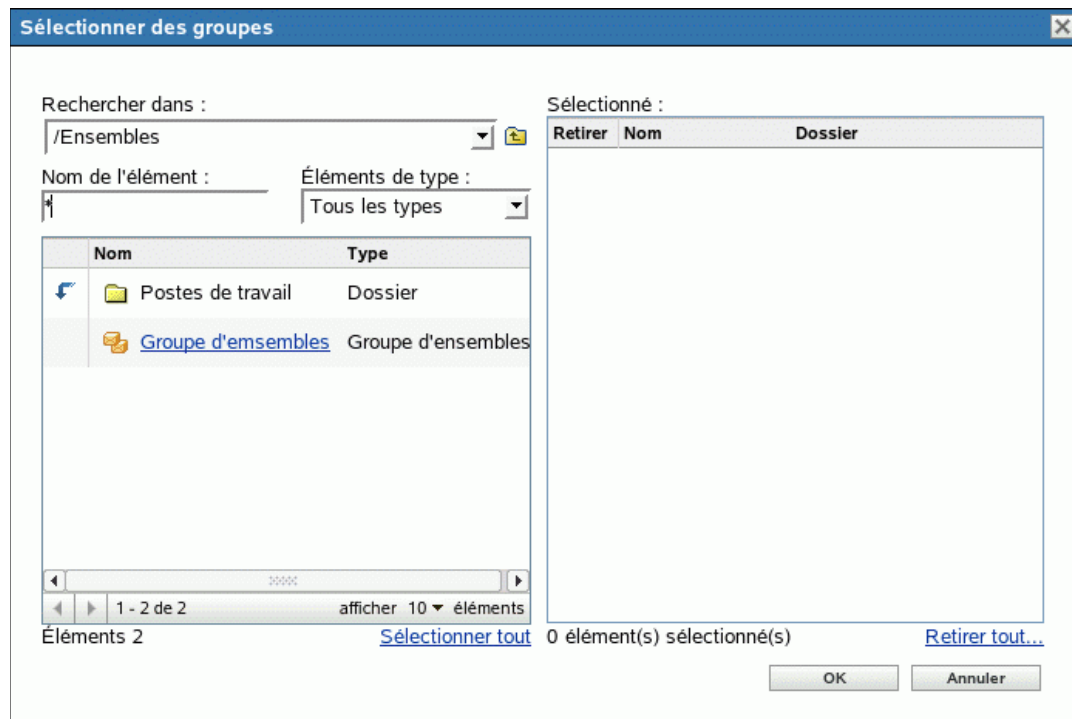 Sélectionner des groupes
Rechercher dans :
/Ensembles
Nom de l'élément :
Éléments de type :
*
Tous les types
Nom Type
Postes de travail Dossier
Groupe d'emsembles Groupe d'ensembles
1 - 2 de 2 afficher 10 éléments
Éléments 2 Sélectionner tout
Sélectionné :
Retirer Nom Dossier
0 élément(s) sélectionné(s) Retirer tout...
OK Annuler